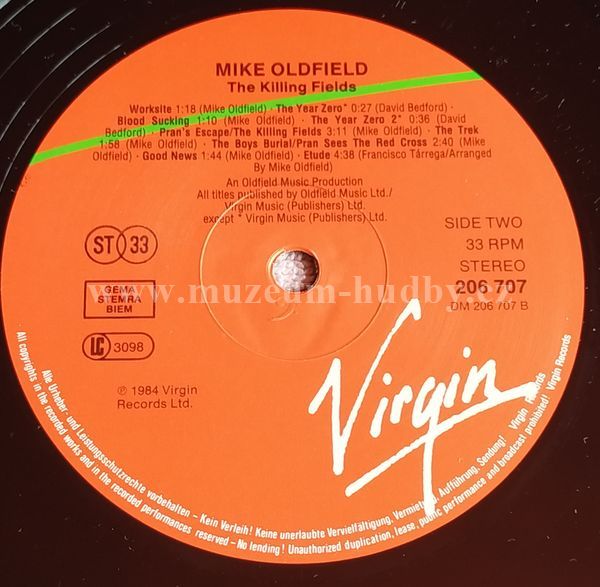 MIKE OLDFIELD
The Killing Fields
Worksite 1:18 (Mike Oldfield) · The Year Zero* 0:27 (David Bedford) ·
Blood Sucking 1:10 (Mike Oldfield) · The Year Zero 2* 0:36 (David
Bedford) · Pran's Escape/The Killing Fields 3:11 (Mike Oldfield) · The Trek
1:58 (Mike Oldfield) · The Boys Burial/Pran Sees The Red Cross 2:40 (Mike
Oldfield) · Good News 1:44 (Mike Oldfield) · Etude 4:38 (Francisco Tárrega/Arranged
By Mike Oldfield)
An Oldfield Music Production
All titles published by Oldfield Music Ltd./
Virgin Music (Publishers) Ltd.
except * Virgin Music (Publishers) Ltd.
ST 33
SIDE TWO
33 RPM
STEREO
206 707
DM 206 707 B
GEMA
STEMRA
BIEM
www.muzeum-hudby.cz
LC 3098
℗ 1984 Virgin
Records Ltd.
Virgin
Alle Urheber- und Leistungsschutzrechte vorbehalten – Kein Verleih! Keine unerlaubte Vervielfältigung, Vermietung, Aufführung, Sendung! Virgin Records
All copyrights in the recorded works and in the recorded performances reserved – No lending! Unauthorized duplication, lease, public performance and broadcast prohibited! Virgin Records